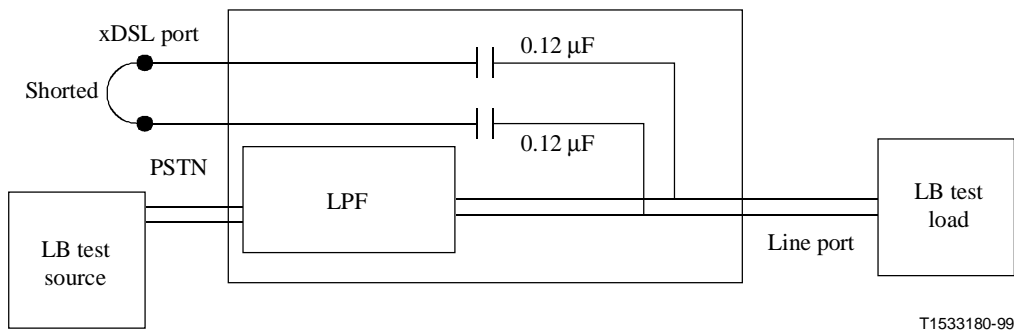 xDSL port
0.12 µF
Shorted
0.12 µF
PSTN
LPF
LB test
source
LB test
load
Line port
T1533180-99